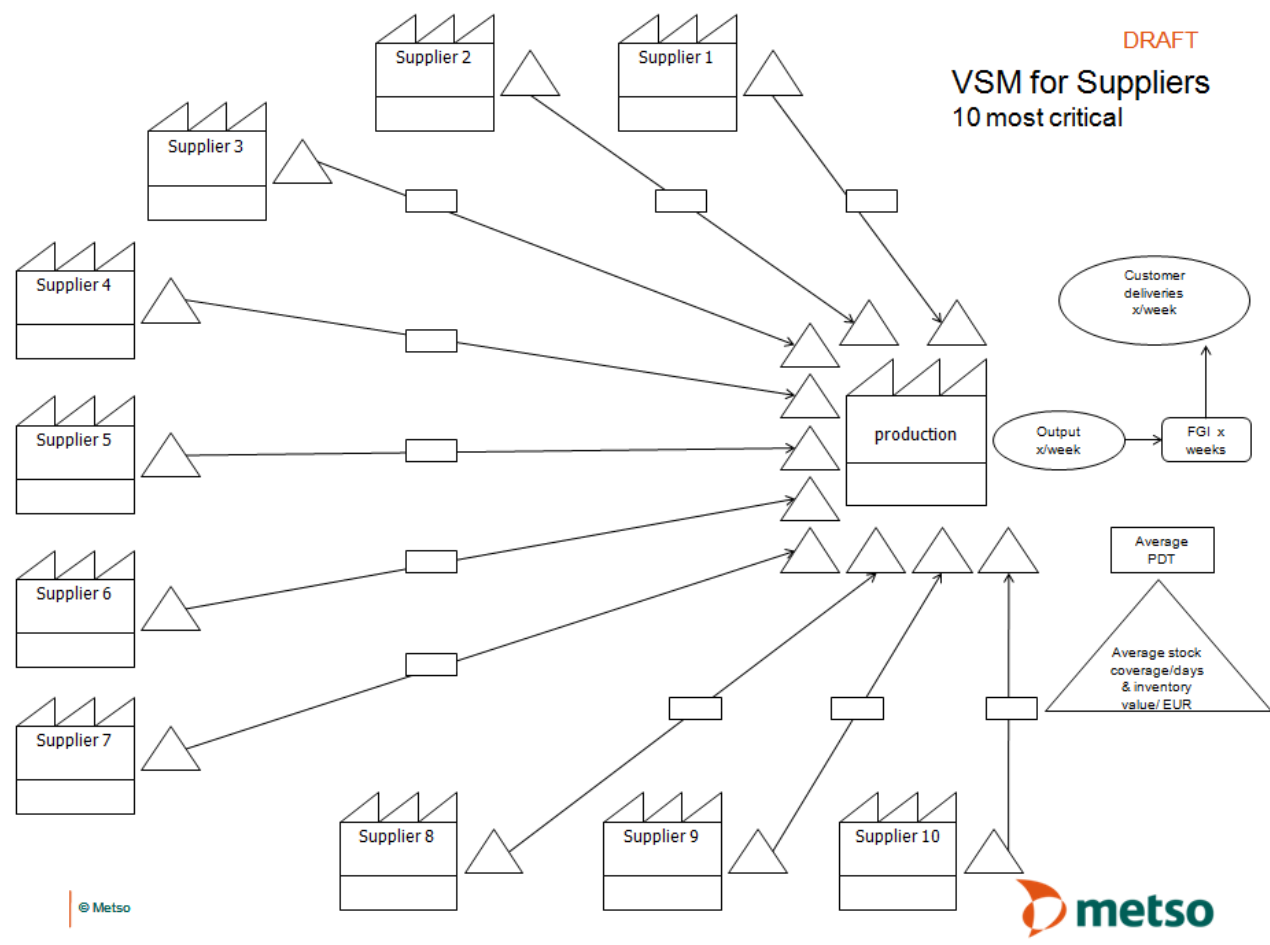 DRAFT
VSM for Suppliers
10 most critical
Supplier 2
Supplier 1
Supplier 3
Supplier 4
Supplier 5
Supplier 6
Supplier 7
Supplier 8
Supplier 9
Supplier 10
production
Output
x/week
FGI x
weeks
Customer
deliveries
x/week
Average
PDT
Average stock
coverage/days
& inventory
value/ EUR
© Metso
metso